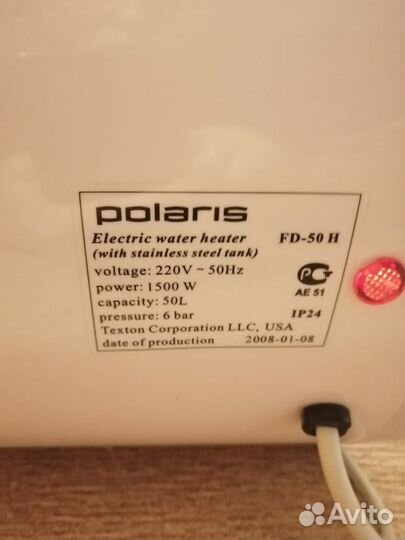 polaris
Electric water heater FD-50 H
(with stainless steel tank)
voltage: 220V ~ 50Hz
power: 1500 W
capacity: 50L AE 51
pressure: 6 bar IP24
Texton Corporation LLC, USA
date of production 2008-01-08
Avito